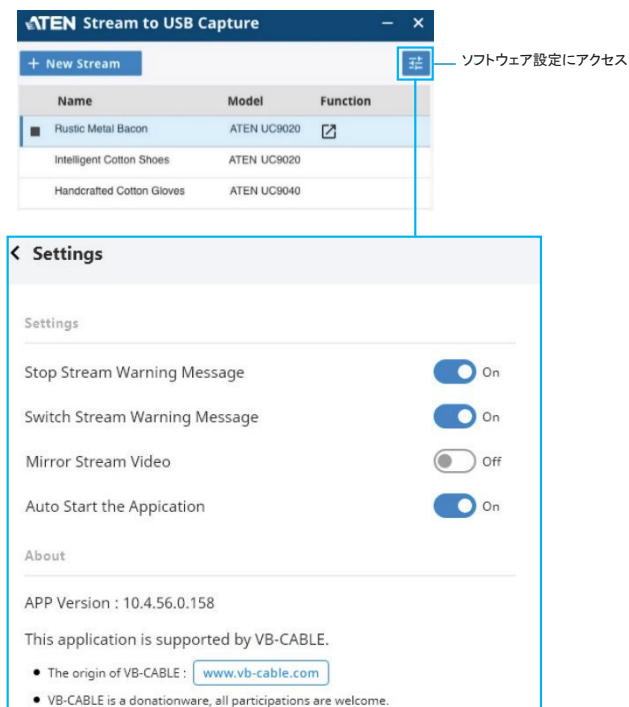 ATEN Stream to USB Capture
+ New Stream
ソフトウェア設定にアクセス
Name Model Function
Rustic Metal Bacon ATEN UC9020
Intelligent Cotton Shoes ATEN UC9020
Handcrafted Cotton Gloves ATEN UC9040
Settings
Settings
Stop Stream Warning Message On
Switch Stream Warning Message On
Mirror Stream Video Off
Auto Start the Appication On
About
APP Version : 10.4.56.0.158
This application is supported by VB-CABLE.
• The origin of VB-CABLE : www.vb-cable.com
• VB-CABLE is a donationware, all participations are welcome.